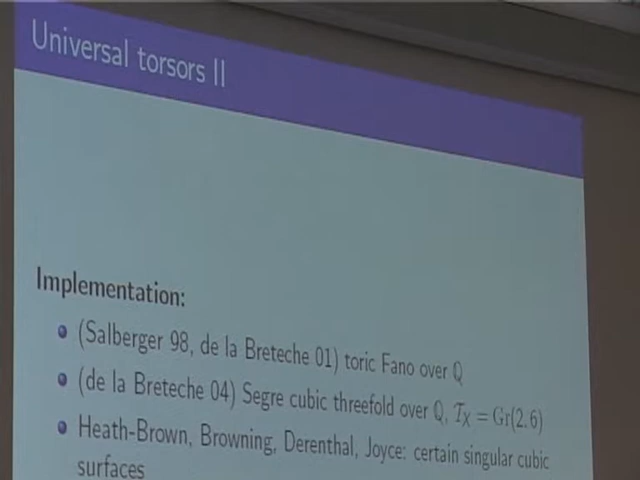 Universal torsors II
Implementation:
(Salberger 98, de la Breteche 01) toric Fano over ℚ
(de la Breteche 04) Segre cubic threefold over ℚ, 𝒯_X = Gr(2,6)
Heath-Brown, Browning, Derenthal, Joyce: certain singular cubic
surfaces